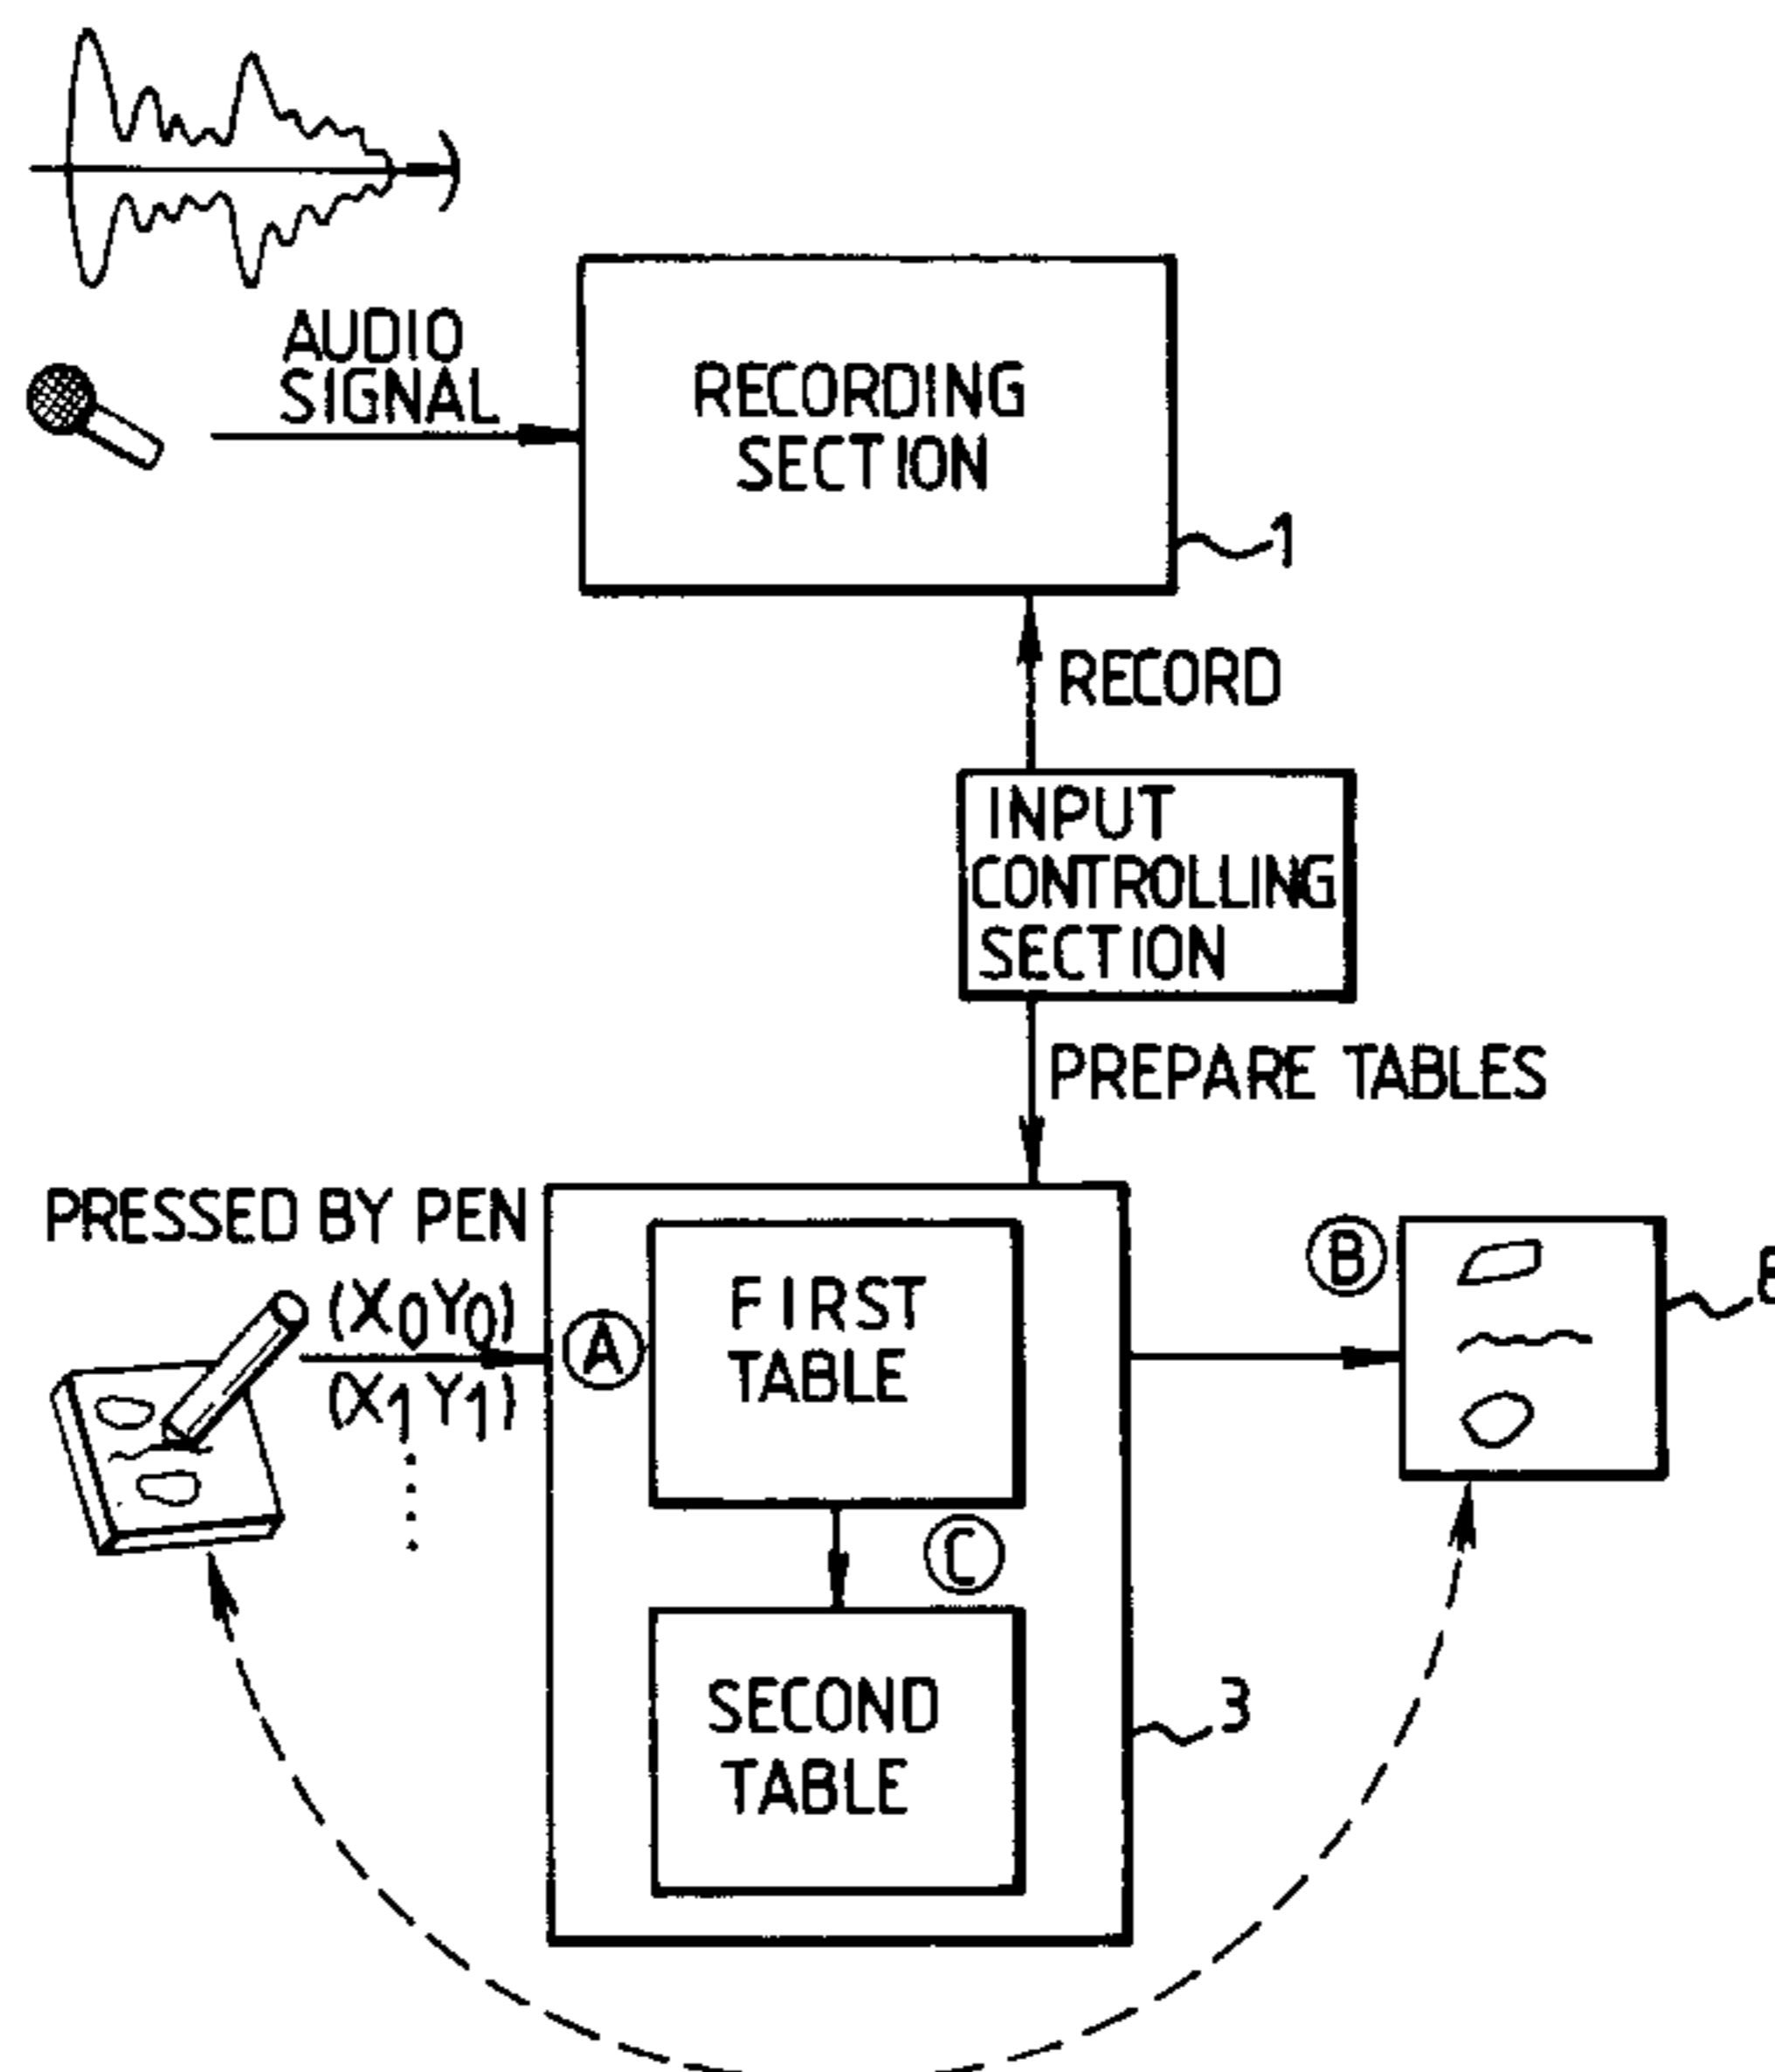 AUDIO
SIGNAL
RECORDING
SECTION
1
RECORD
INPUT
CONTROLLING
SECTION
PREPARE TABLES
PRESSED BY PEN
(X0Y0)
(X1Y1)
A
FIRST
TABLE
B
C
SECOND
TABLE
3